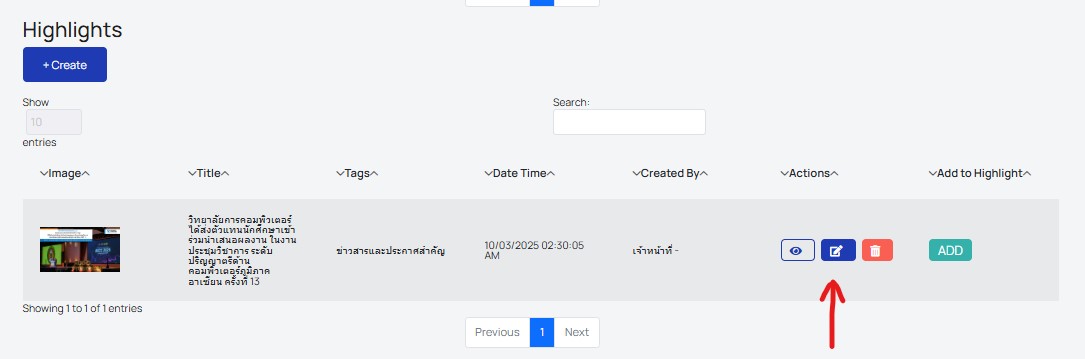 Highlights
+ Create
Show
10
entries
Search:
Image
Title
Tags
Date Time
Created By
Actions
Add to Highlight
วิทยาลัยการคอมพิวเตอร์
ได้ส่งตัวแทนนักศึกษาเข้า
ร่วมนำเสนอผลงาน ในงาน
ประชุมวิชาการ ระดับ
ปริญญาตรีด้าน
คอมพิวเตอร์ภูมิภาค
อาเซียน ครั้งที่ 13
ข่าวสารและประกาศสำคัญ
10/03/2025 02:30:05
AM
เจ้าหน้าที่ -
ADD
Showing 1 to 1 of 1 entries
Previous
1
Next